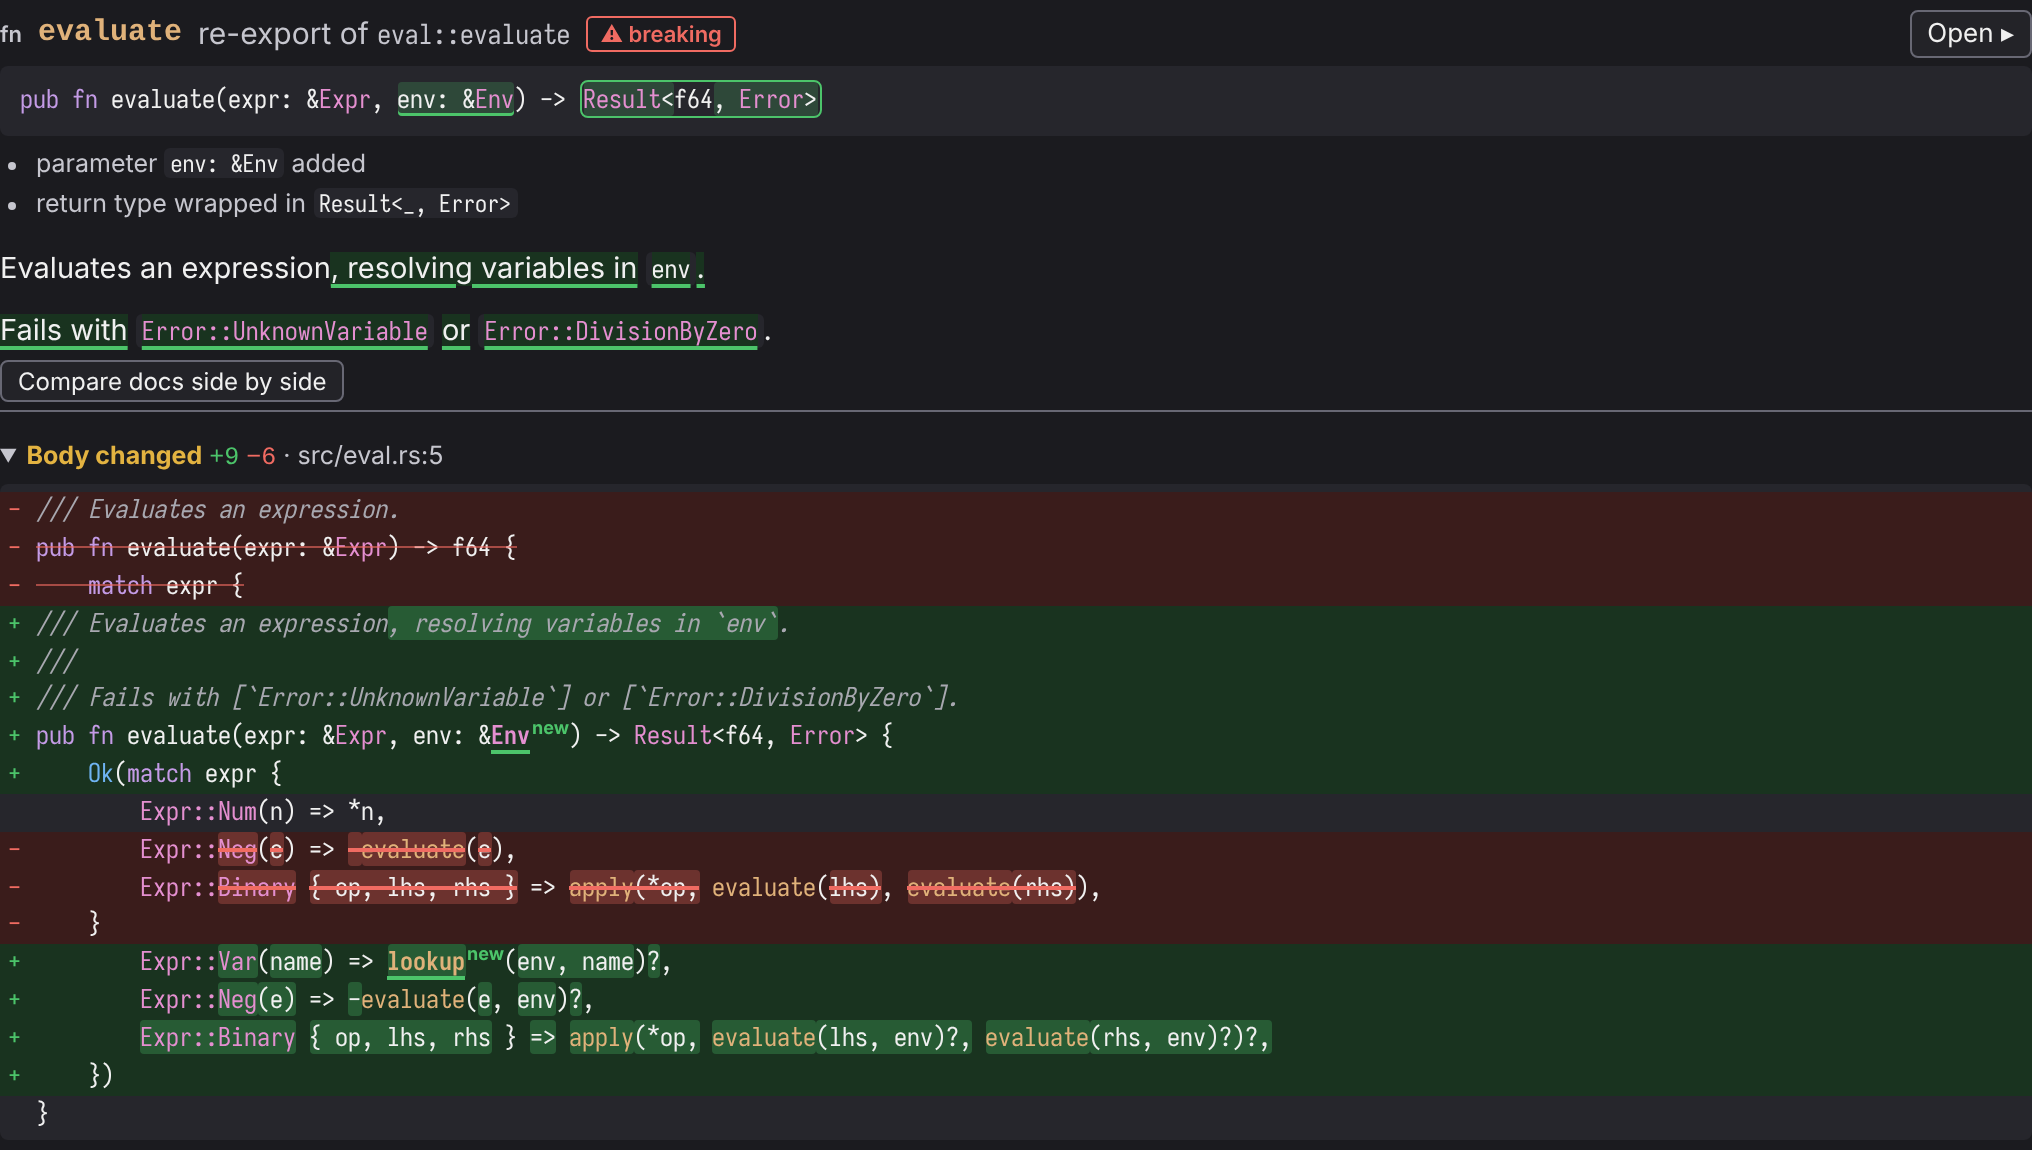 fn evaluate re-export of eval::evaluate ⚠ breaking Open ▸
pub fn evaluate(expr: &Expr, env: &Env) -> Result<f64, Error>
• parameter env: &Env added
• return type wrapped in Result<_, Error>
Evaluates an expression, resolving variables in env.
Fails with Error::UnknownVariable or Error::DivisionByZero.
Compare docs side by side
▼ Body changed +9 −6 · src/eval.rs:5
− /// Evaluates an expression.
− pub fn evaluate(expr: &Expr) -> f64 {
−     match expr {
+ /// Evaluates an expression, resolving variables in `env`.
+ ///
+ /// Fails with [`Error::UnknownVariable`] or [`Error::DivisionByZero`].
+ pub fn evaluate(expr: &Expr, env: &Env new) -> Result<f64, Error> {
+     Ok(match expr {
        Expr::Num(n) => *n,
−         Expr::Neg(e) => -evaluate(e),
−         Expr::Binary { op, lhs, rhs } => apply(*op, evaluate(lhs), evaluate(rhs)),
−     }
+         Expr::Var(name) => lookup new(env, name)?,
+         Expr::Neg(e) => -evaluate(e, env)?,
+         Expr::Binary { op, lhs, rhs } => apply(*op, evaluate(lhs, env)?, evaluate(rhs, env)?)?,
+     })
}